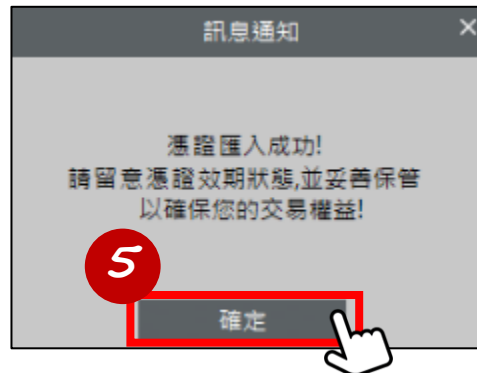 訊息通知
憑證匯入成功!
請留意憑證效期狀態,並妥善保管
以確保您的交易權益!
5
確定